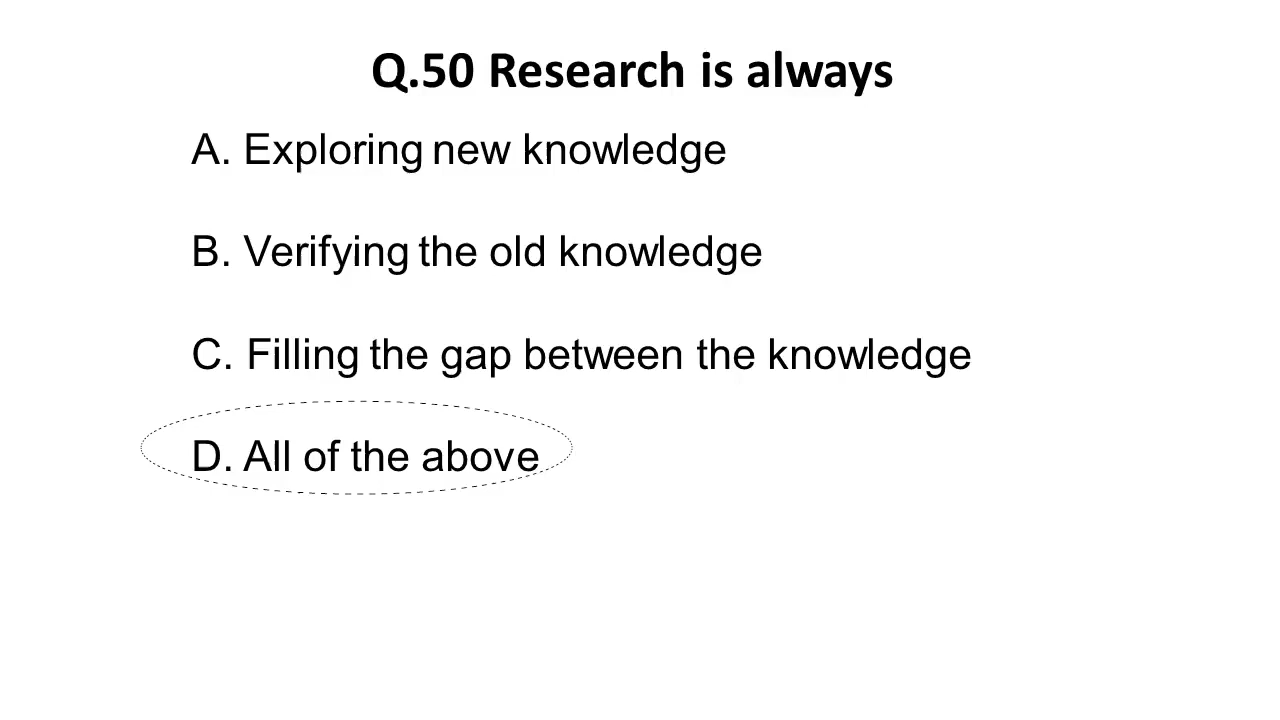 Q.50 Research is always
A. Exploring new knowledge
B. Verifying the old knowledge
C. Filling the gap between the knowledge
D. All of the above